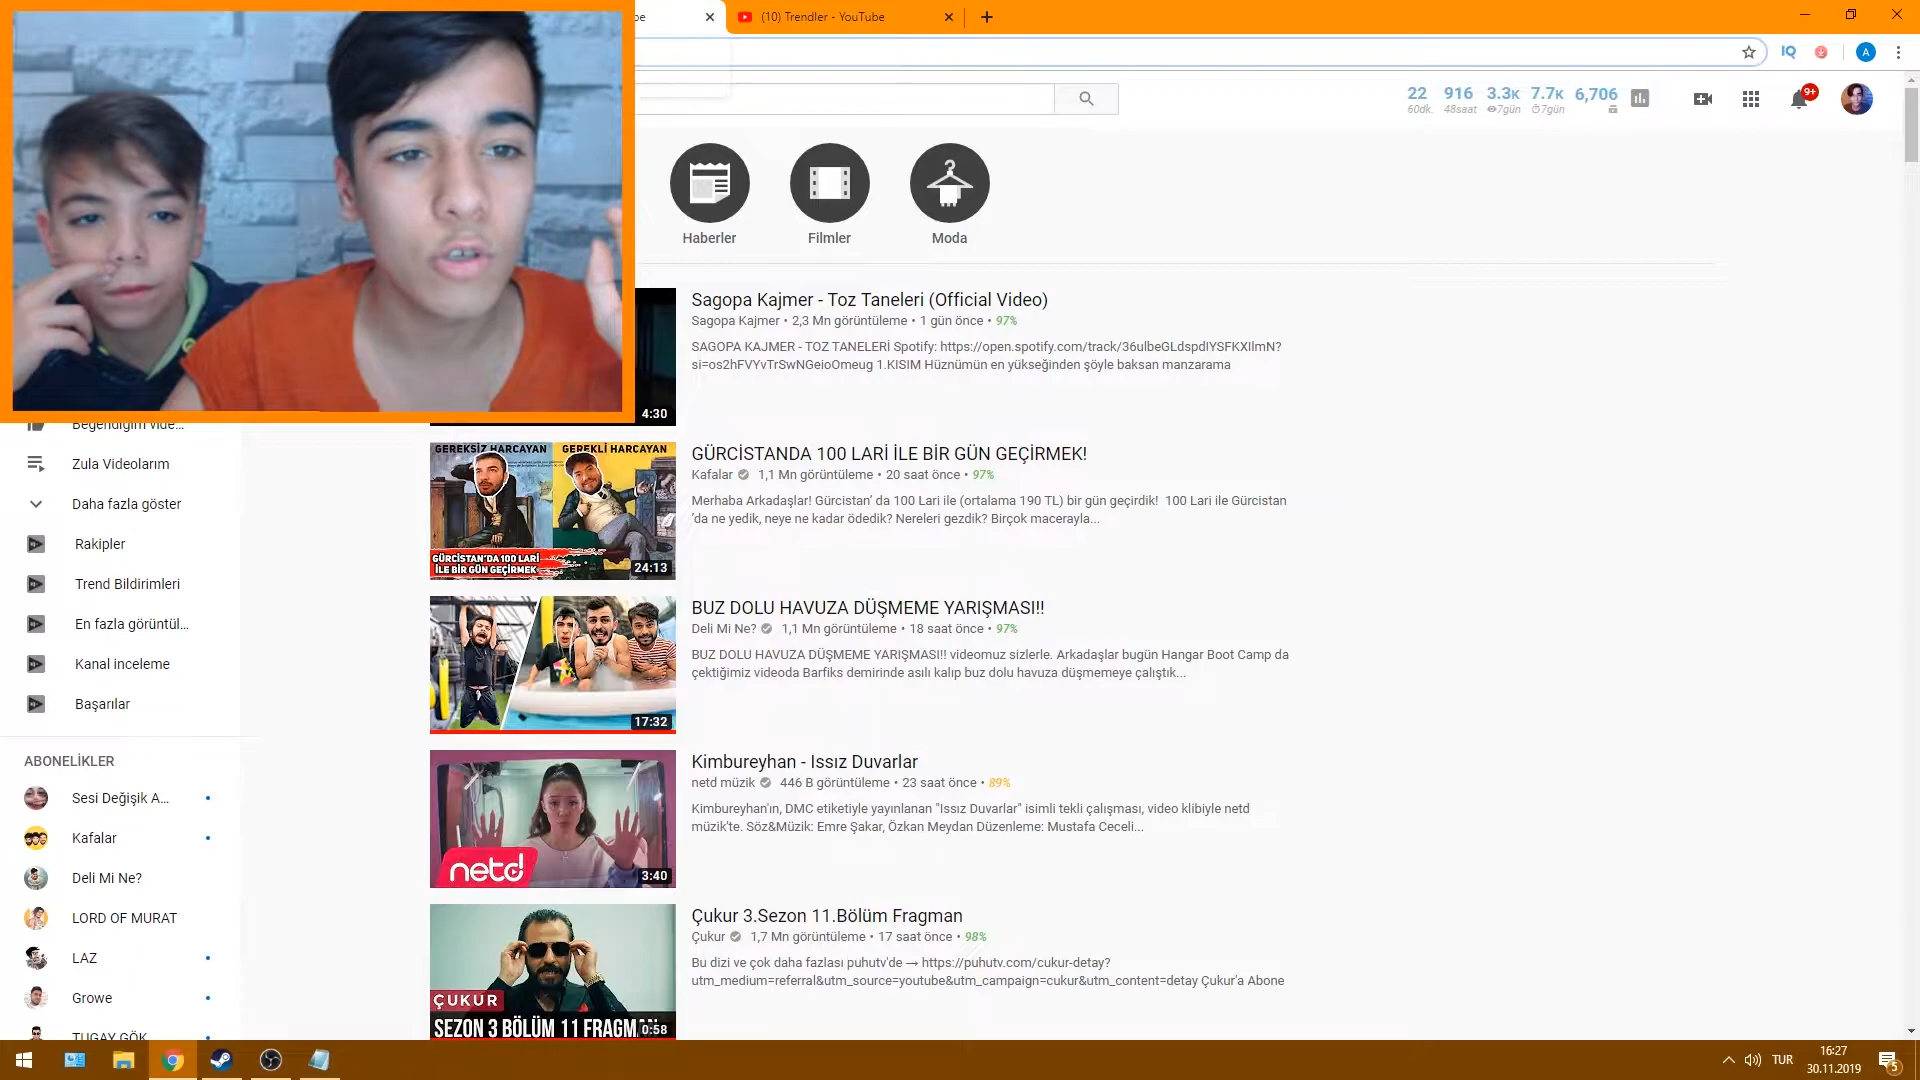 be
(10) Trendler - YouTube
IQ
A
22 916 3.3K 7.7K 6,706
60dk. 48saat 7gün 7gün
9+
Haberler
Filmler
Moda
Sagopa Kajmer - Toz Taneleri (Official Video)
Sagopa Kajmer • 2,3 Mn görüntüleme • 1 gün önce • 97%
SAGOPA KAJMER - TOZ TANELERİ Spotify: https://open.spotify.com/track/36ulbeGLdspdIYSFKXIlmN?
si=os2hFVYvTrSwNGeioOmeug 1.KISIM Hüznümün en yükseğinden şöyle baksan manzarama
4:30
GEREKSİZ HARCAYAN GEREKLİ HARCAYAN
GÜRCİSTAN'DA 100 LARİ
İLE BİR GÜN GEÇİRMEK
24:13
GÜRCİSTANDA 100 LARİ İLE BİR GÜN GEÇİRMEK!
Kafalar 1,1 Mn görüntüleme • 20 saat önce • 97%
Merhaba Arkadaşlar! Gürcistan' da 100 Lari ile (ortalama 190 TL) bir gün geçirdik! 100 Lari ile Gürcistan
'da ne yedik, neye ne kadar ödedik? Nereleri gezdik? Birçok macerayla...
17:32
BUZ DOLU HAVUZA DÜŞMEME YARIŞMASI!!
Deli Mi Ne? 1,1 Mn görüntüleme • 18 saat önce • 97%
BUZ DOLU HAVUZA DÜŞMEME YARIŞMASI!! videomuz sizlerle. Arkadaşlar bugün Hangar Boot Camp da
çektiğimiz videoda Barfiks demirinde asılı kalıp buz dolu havuza düşmemeye çalıştık...
netd
3:40
Kimbureyhan - Issız Duvarlar
netd müzik 446 B görüntüleme • 23 saat önce • 89%
Kimbureyhan'ın, DMC etiketiyle yayınlanan "Issız Duvarlar" isimli tekli çalışması, video klibiyle netd
müzik'te. Söz&Müzik: Emre Şakar, Özkan Meydan Düzenleme: Mustafa Ceceli...
ÇUKUR
SEZON 3 BÖLÜM 11 FRAGMAN
0:58
Çukur 3.Sezon 11.Bölüm Fragman
Çukur 1,7 Mn görüntüleme • 17 saat önce • 98%
Bu dizi ve çok daha fazlası puhutv'de → https://puhutv.com/cukur-detay?
utm_medium=referral&utm_source=youtube&utm_campaign=cukur&utm_content=detay Çukur'a Abone
Beğendiğim vide...
Zula Videolarım
Daha fazla göster
Rakipler
Trend Bildirimleri
En fazla görüntül...
Kanal inceleme
Başarılar
ABONELİKLER
Sesi Değişik A...
Kafalar
Deli Mi Ne?
LORD OF MURAT
LAZ
Growe
TUGAY GÖK
TUR
16:27
30.11.2019
5